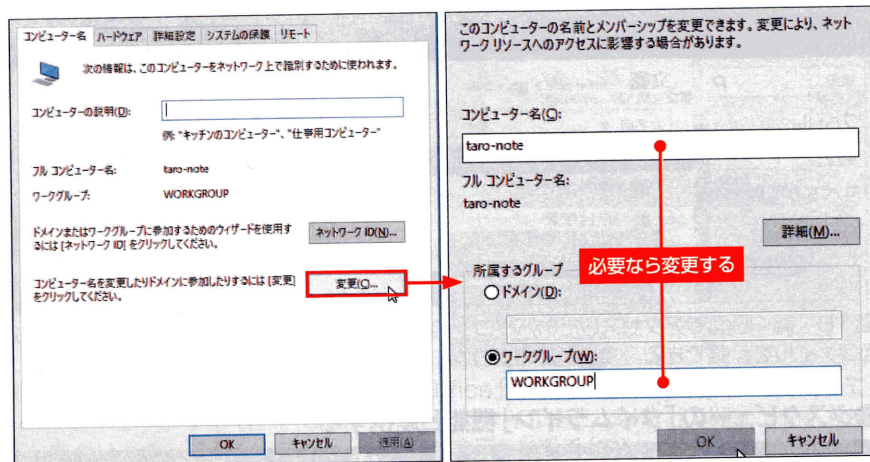 コンピューター名 ハードウェア 詳細設定 システムの保護 リモート
次の情報は、このコンピューターをネットワーク上で識別するために使われます。
コンピューターの説明(D):
例: "キッチンのコンピューター"、"仕事用コンピューター"
フル コンピューター名: taro-note
ワークグループ: WORKGROUP
ドメインまたはワークグループに参加するためのウィザードを使用す
るには [ネットワーク ID] をクリックしてください。
ネットワーク ID(N)...
コンピューター名を変更したりドメインに参加したりするには [変更]
をクリックしてください。
変更(C)...
OK キャンセル 適用(A)
このコンピューターの名前とメンバーシップを変更できます。変更により、ネット
ワーク リソースへのアクセスに影響する場合があります。
コンピューター名(C):
taro-note
フル コンピューター名:
taro-note
詳細(M)...
必要なら変更する
所属するグループ
ドメイン(D):
ワークグループ(W):
WORKGROUP
OK キャンセル